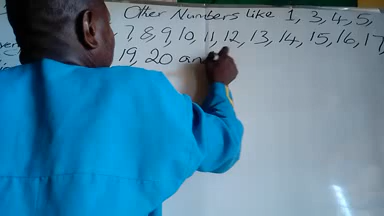 Other Numbers like 1, 3, 4, 5,
7, 8, 9, 10, 11, 12, 13, 14, 15, 16, 17,
19, 20 an